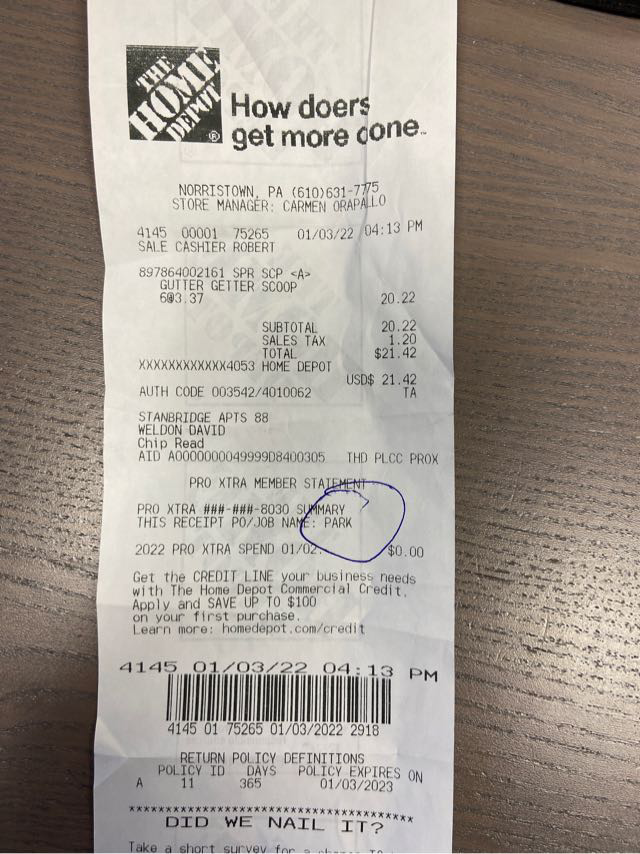 THE
HOME
DEPOT
®
How doers
get more done™
NORRISTOWN, PA (610)631-7775
STORE MANAGER: CARMEN ORAPALLO
4145 00001 75265 01/03/22 04:13 PM
SALE CASHIER ROBERT
897864002161 SPR SCP <A>
GUTTER GETTER SCOOP
6@3.37 20.22
SUBTOTAL 20.22
SALES TAX 1.20
TOTAL $21.42
XXXXXXXXXXXX4053 HOME DEPOT
USD$ 21.42
AUTH CODE 003542/4010062 TA
STANBRIDGE APTS 88
WELDON DAVID
Chip Read
AID A0000000049999D8400305 THD PLCC PROX
PRO XTRA MEMBER STATEMENT
PRO XTRA ###-###-8030 SUMMARY
THIS RECEIPT PO/JOB NAME: PARK
2022 PRO XTRA SPEND 01/02: $0.00
Get the CREDIT LINE your business needs
with The Home Depot Commercial Credit.
Apply and SAVE UP TO $100
on your first purchase.
Learn more: homedepot.com/credit
4145 01/03/22 04:13 PM
4145 01 75265 01/03/2022 2918
RETURN POLICY DEFINITIONS
POLICY ID DAYS POLICY EXPIRES ON
A 11 365 01/03/2023
**************************************
DID WE NAIL IT?
Take a short survey for a chance TO